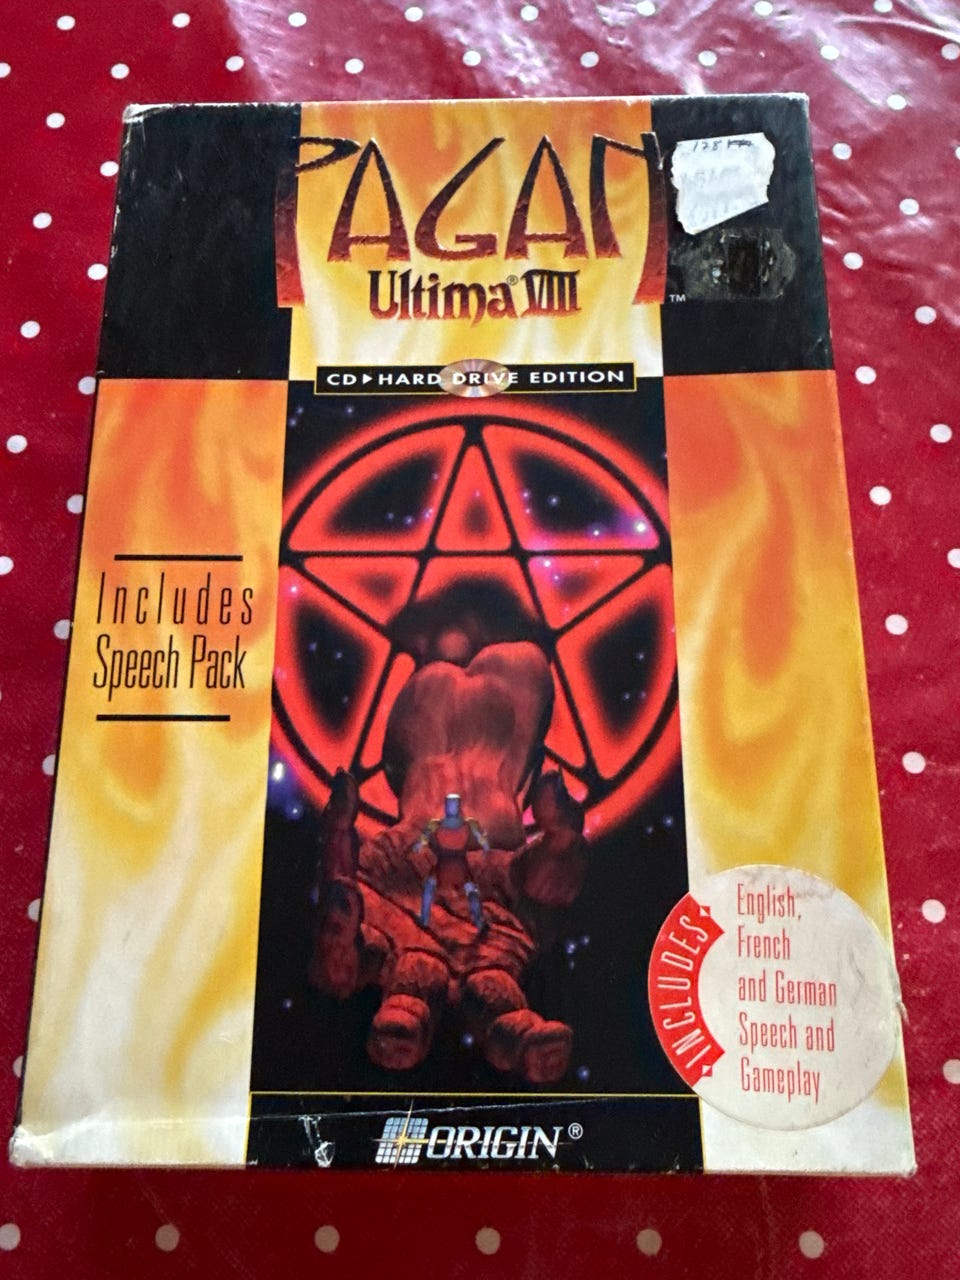 PAGAN
Ultima® VIII
TM
CD▸HARD DRIVE EDITION
Includes
Speech Pack
INCLUDES
English,
French
and German
Speech and
Gameplay
ORIGIN®